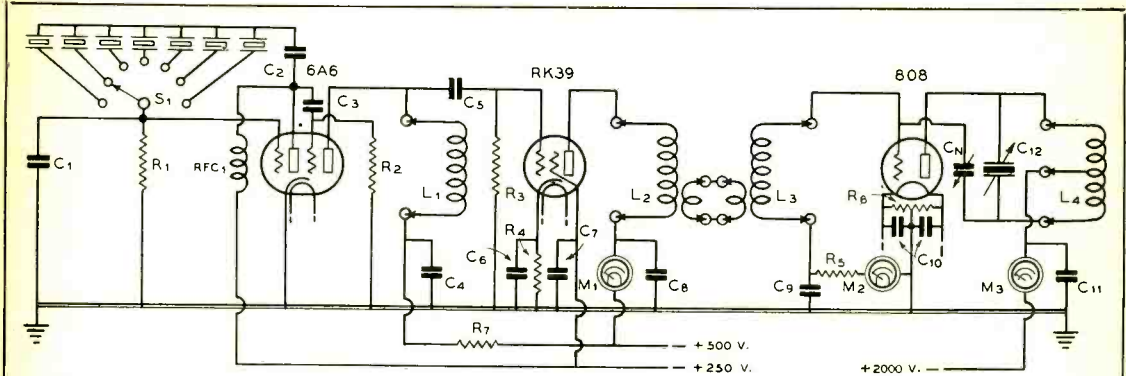 6A6
RK39
808
C2
S1
C3
C5
CN
C12
C1
R1
RFC1
R2
L1
R3
L2
L3
R6
L4
R4
C7
C6
C4
M1
C8
C9
R5
M2
C10
M3
C11
R7
+500 V.
+250 V.
+2000 V.